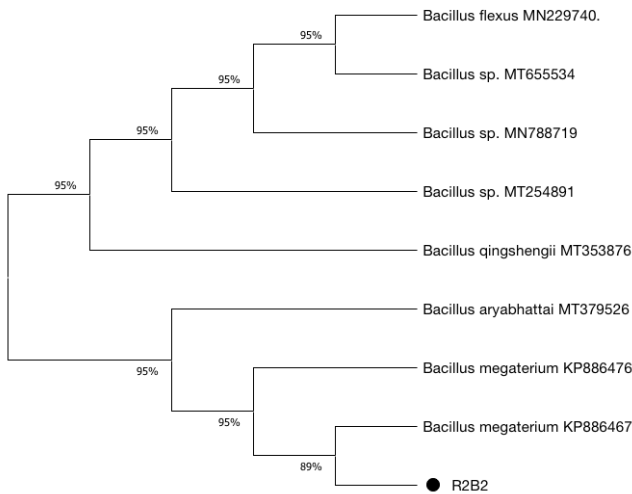 Bacillus flexus MN229740.
95%
Bacillus sp. MT655534
95%
Bacillus sp. MN788719
95%
Bacillus sp. MT254891
95%
Bacillus qingshengii MT353876
Bacillus aryabhattai MT379526
95%
Bacillus megaterium KP886476
95%
Bacillus megaterium KP886467
89%
R2B2